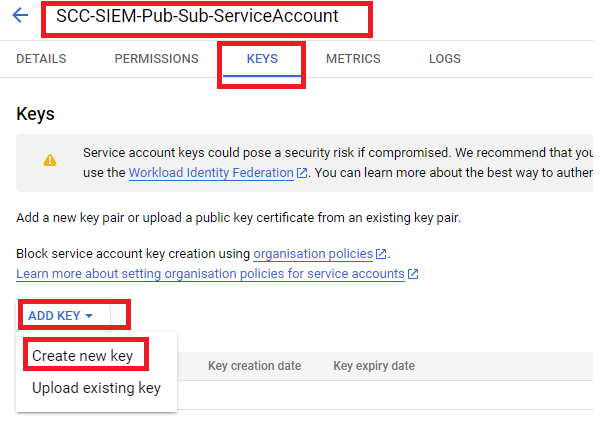 SCC-SIEM-Pub-Sub-ServiceAccount
DETAILS PERMISSIONS KEYS METRICS LOGS
Keys
Service account keys could pose a security risk if compromised. We recommend that you
use the Workload Identity Federation. You can learn more about the best way to authen
Add a new key pair or upload a public key certificate from an existing key pair.
Block service account key creation using organisation policies.
Learn more about setting organisation policies for service accounts
ADD KEY
Create new key
Key creation date Key expiry date
Upload existing key